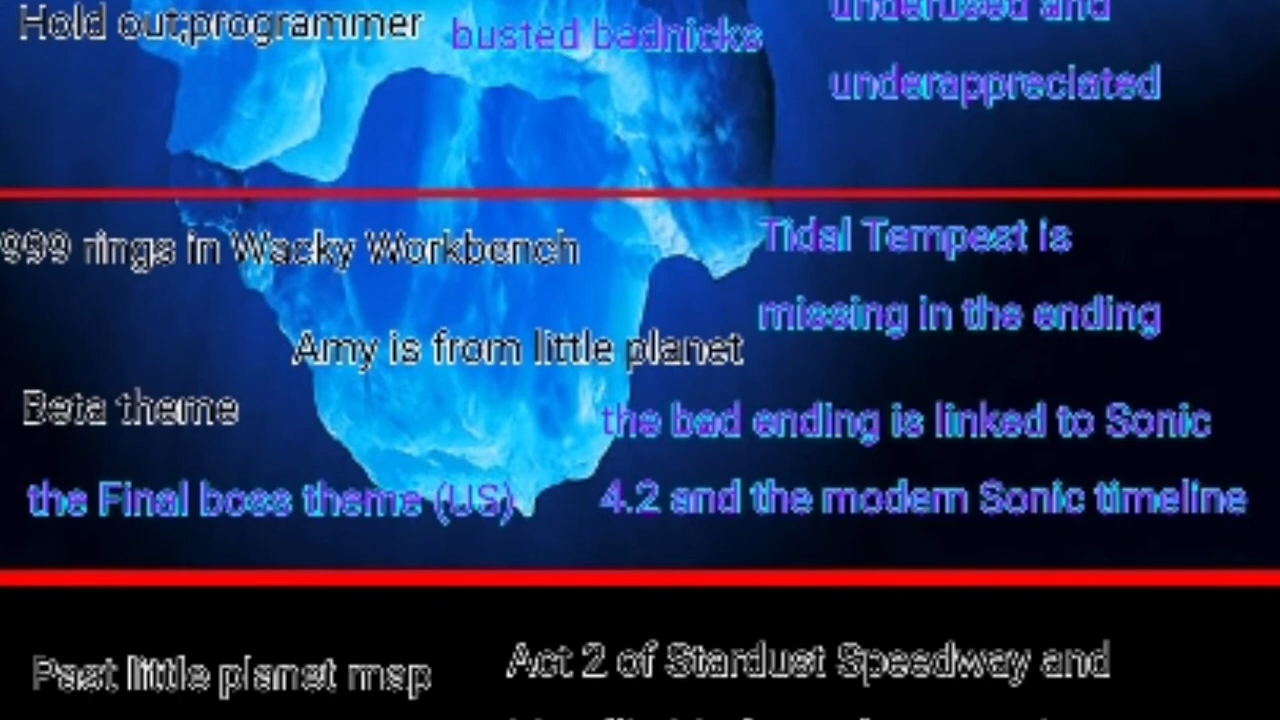 Hold out;programmer
busted badnicks
underused and
underappreciated
999 rings in Wacky Workbench
Tidal Tempest is
missing in the ending
Amy is from little planet
Beta theme
the bad ending is linked to Sonic
4.2 and the modern Sonic timeline
the Final boss theme (US)
Past little planet map
Act 2 of Stardust Speedway and